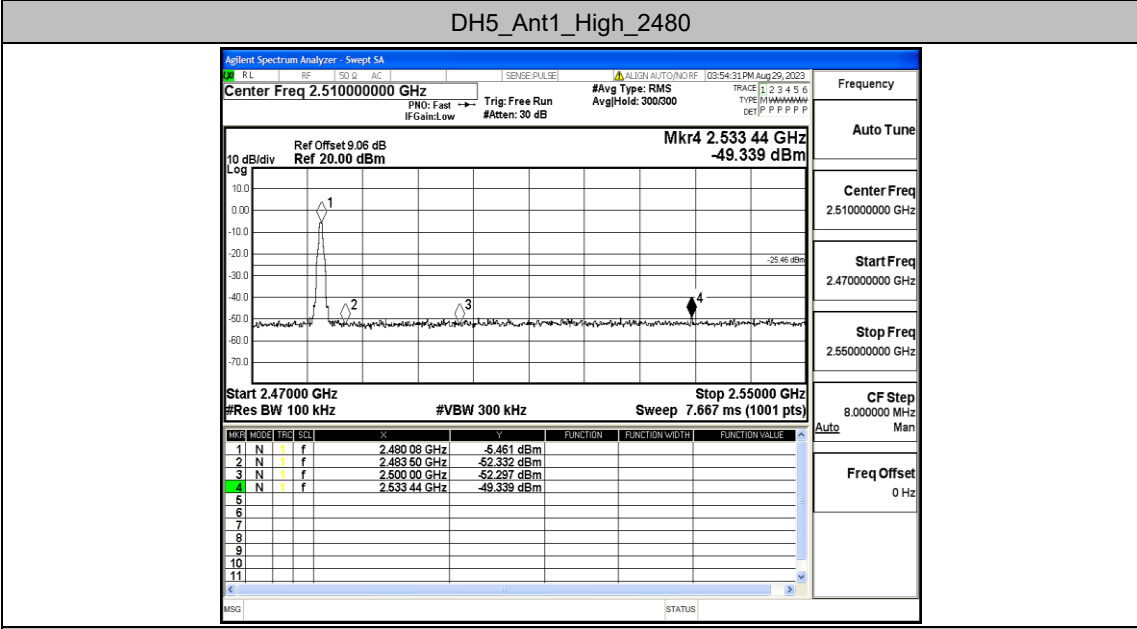 DH5_Ant1_High_2480
Agilent Spectrum Analyzer - Swept SA
RL RF 50 Ω AC SENSE:PULSE ALIGN AUTO/NO RF 03:54:31 PM Aug 29, 2023
Center Freq 2.510000000 GHz
PNO: Fast
IFGain:Low
Trig: Free Run
#Atten: 30 dB
#Avg Type: RMS
Avg|Hold: 300/300
TRACE 1 2 3 4 5 6
TYPE M W W W W W
DET P P P P P P
Mkr4 2.533 44 GHz
-49.339 dBm
Ref Offset 9.06 dB
10 dB/div Ref 20.00 dBm
Log
10.0
0.00
-10.0
-20.0
-30.0
-40.0
-50.0
-60.0
-70.0
1
2
3
4
-25.46 dBm
Start 2.47000 GHz Stop 2.55000 GHz
#Res BW 100 kHz #VBW 300 kHz Sweep 7.667 ms (1001 pts)
MKR MODE TRC SCL X Y FUNCTION FUNCTION WIDTH FUNCTION VALUE
1 N 1 f 2.480 08 GHz -5.461 dBm
2 N 1 f 2.483 50 GHz -52.332 dBm
3 N 1 f 2.500 00 GHz -52.297 dBm
4 N 1 f 2.533 44 GHz -49.339 dBm
5
6
7
8
9
10
11
MSG STATUS
Frequency
Auto Tune
Center Freq
2.510000000 GHz
Start Freq
2.470000000 GHz
Stop Freq
2.550000000 GHz
CF Step
8.000000 MHz
Auto Man
Freq Offset
0 Hz